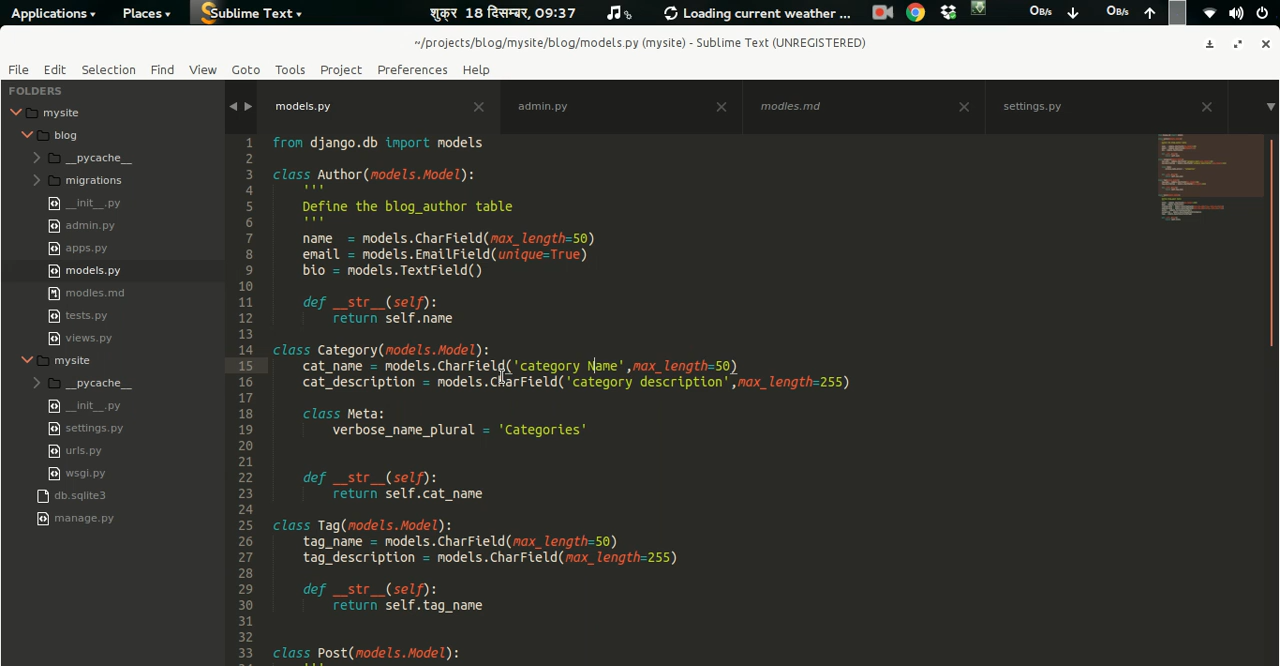 Applications ▾ Places ▾ Sublime Text ▾ शुक्र 18 दिसम्बर, 09:37 Loading current weather ... 0B/s 0B/s
~/projects/blog/mysite/blog/models.py (mysite) - Sublime Text (UNREGISTERED)
File Edit Selection Find View Goto Tools Project Preferences Help
FOLDERS
mysite
blog
__pycache__
migrations
__init__.py
admin.py
apps.py
models.py
modles.md
tests.py
views.py
mysite
__pycache__
__init__.py
settings.py
urls.py
wsgi.py
db.sqlite3
manage.py
models.py admin.py modles.md settings.py
1 from django.db import models
2
3 class Author(models.Model):
4     '''
5     Define the blog_author table
6     '''
7     name  = models.CharField(max_length=50)
8     email = models.EmailField(unique=True)
9     bio = models.TextField()
10
11     def __str__(self):
12         return self.name
13
14 class Category(models.Model):
15     cat_name = models.CharField('category Name',max_length=50)
16     cat_description = models.CharField('category description',max_length=255)
17
18     class Meta:
19         verbose_name_plural = 'Categories'
20
21
22     def __str__(self):
23         return self.cat_name
24
25 class Tag(models.Model):
26     tag_name = models.CharField(max_length=50)
27     tag_description = models.CharField(max_length=255)
28
29     def __str__(self):
30         return self.tag_name
31
32
33 class Post(models.Model):